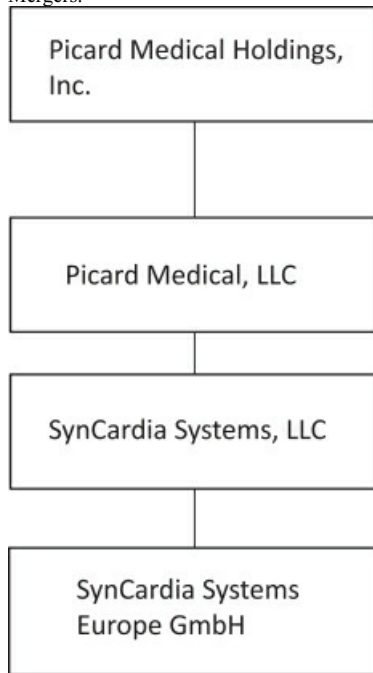 Mergers.
Picard Medical Holdings,
Inc.
Picard Medical, LLC
SynCardia Systems, LLC
SynCardia Systems
Europe GmbH